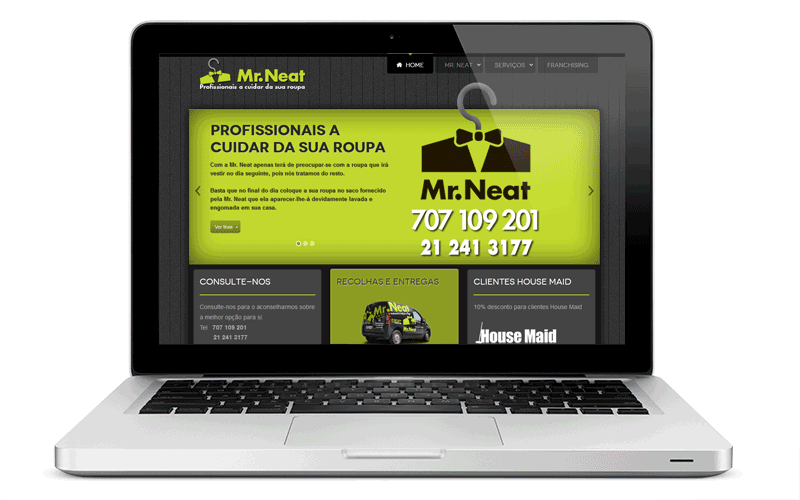 HOME
MR. NEAT
SERVIÇOS
FRANCHISING
Mr.Neat
Profissionais a cuidar da sua roupa
PROFISSIONAIS A
CUIDAR DA SUA ROUPA
Com a Mr. Neat apenas terá de preocupar-se com a roupa que irá
vestir no dia seguinte, pois nós tratamos do resto.
Basta que no final do dia coloque a sua roupa no saco fornecido
pela Mr. Neat que ela aparecer-lhe-á devidamente lavada e
engomada em sua casa.
Ver Mais
Mr.Neat
707 109 201
21 241 3177
CONSULTE-NOS
Consulte-nos para o aconselharmos sobre
a melhor opção para si.
Tel 707 109 201
21 241 3177
RECOLHAS E ENTREGAS
Mr.Neat
CLIENTES HOUSE MAID
10% desconto para clientes House Maid
House Maid